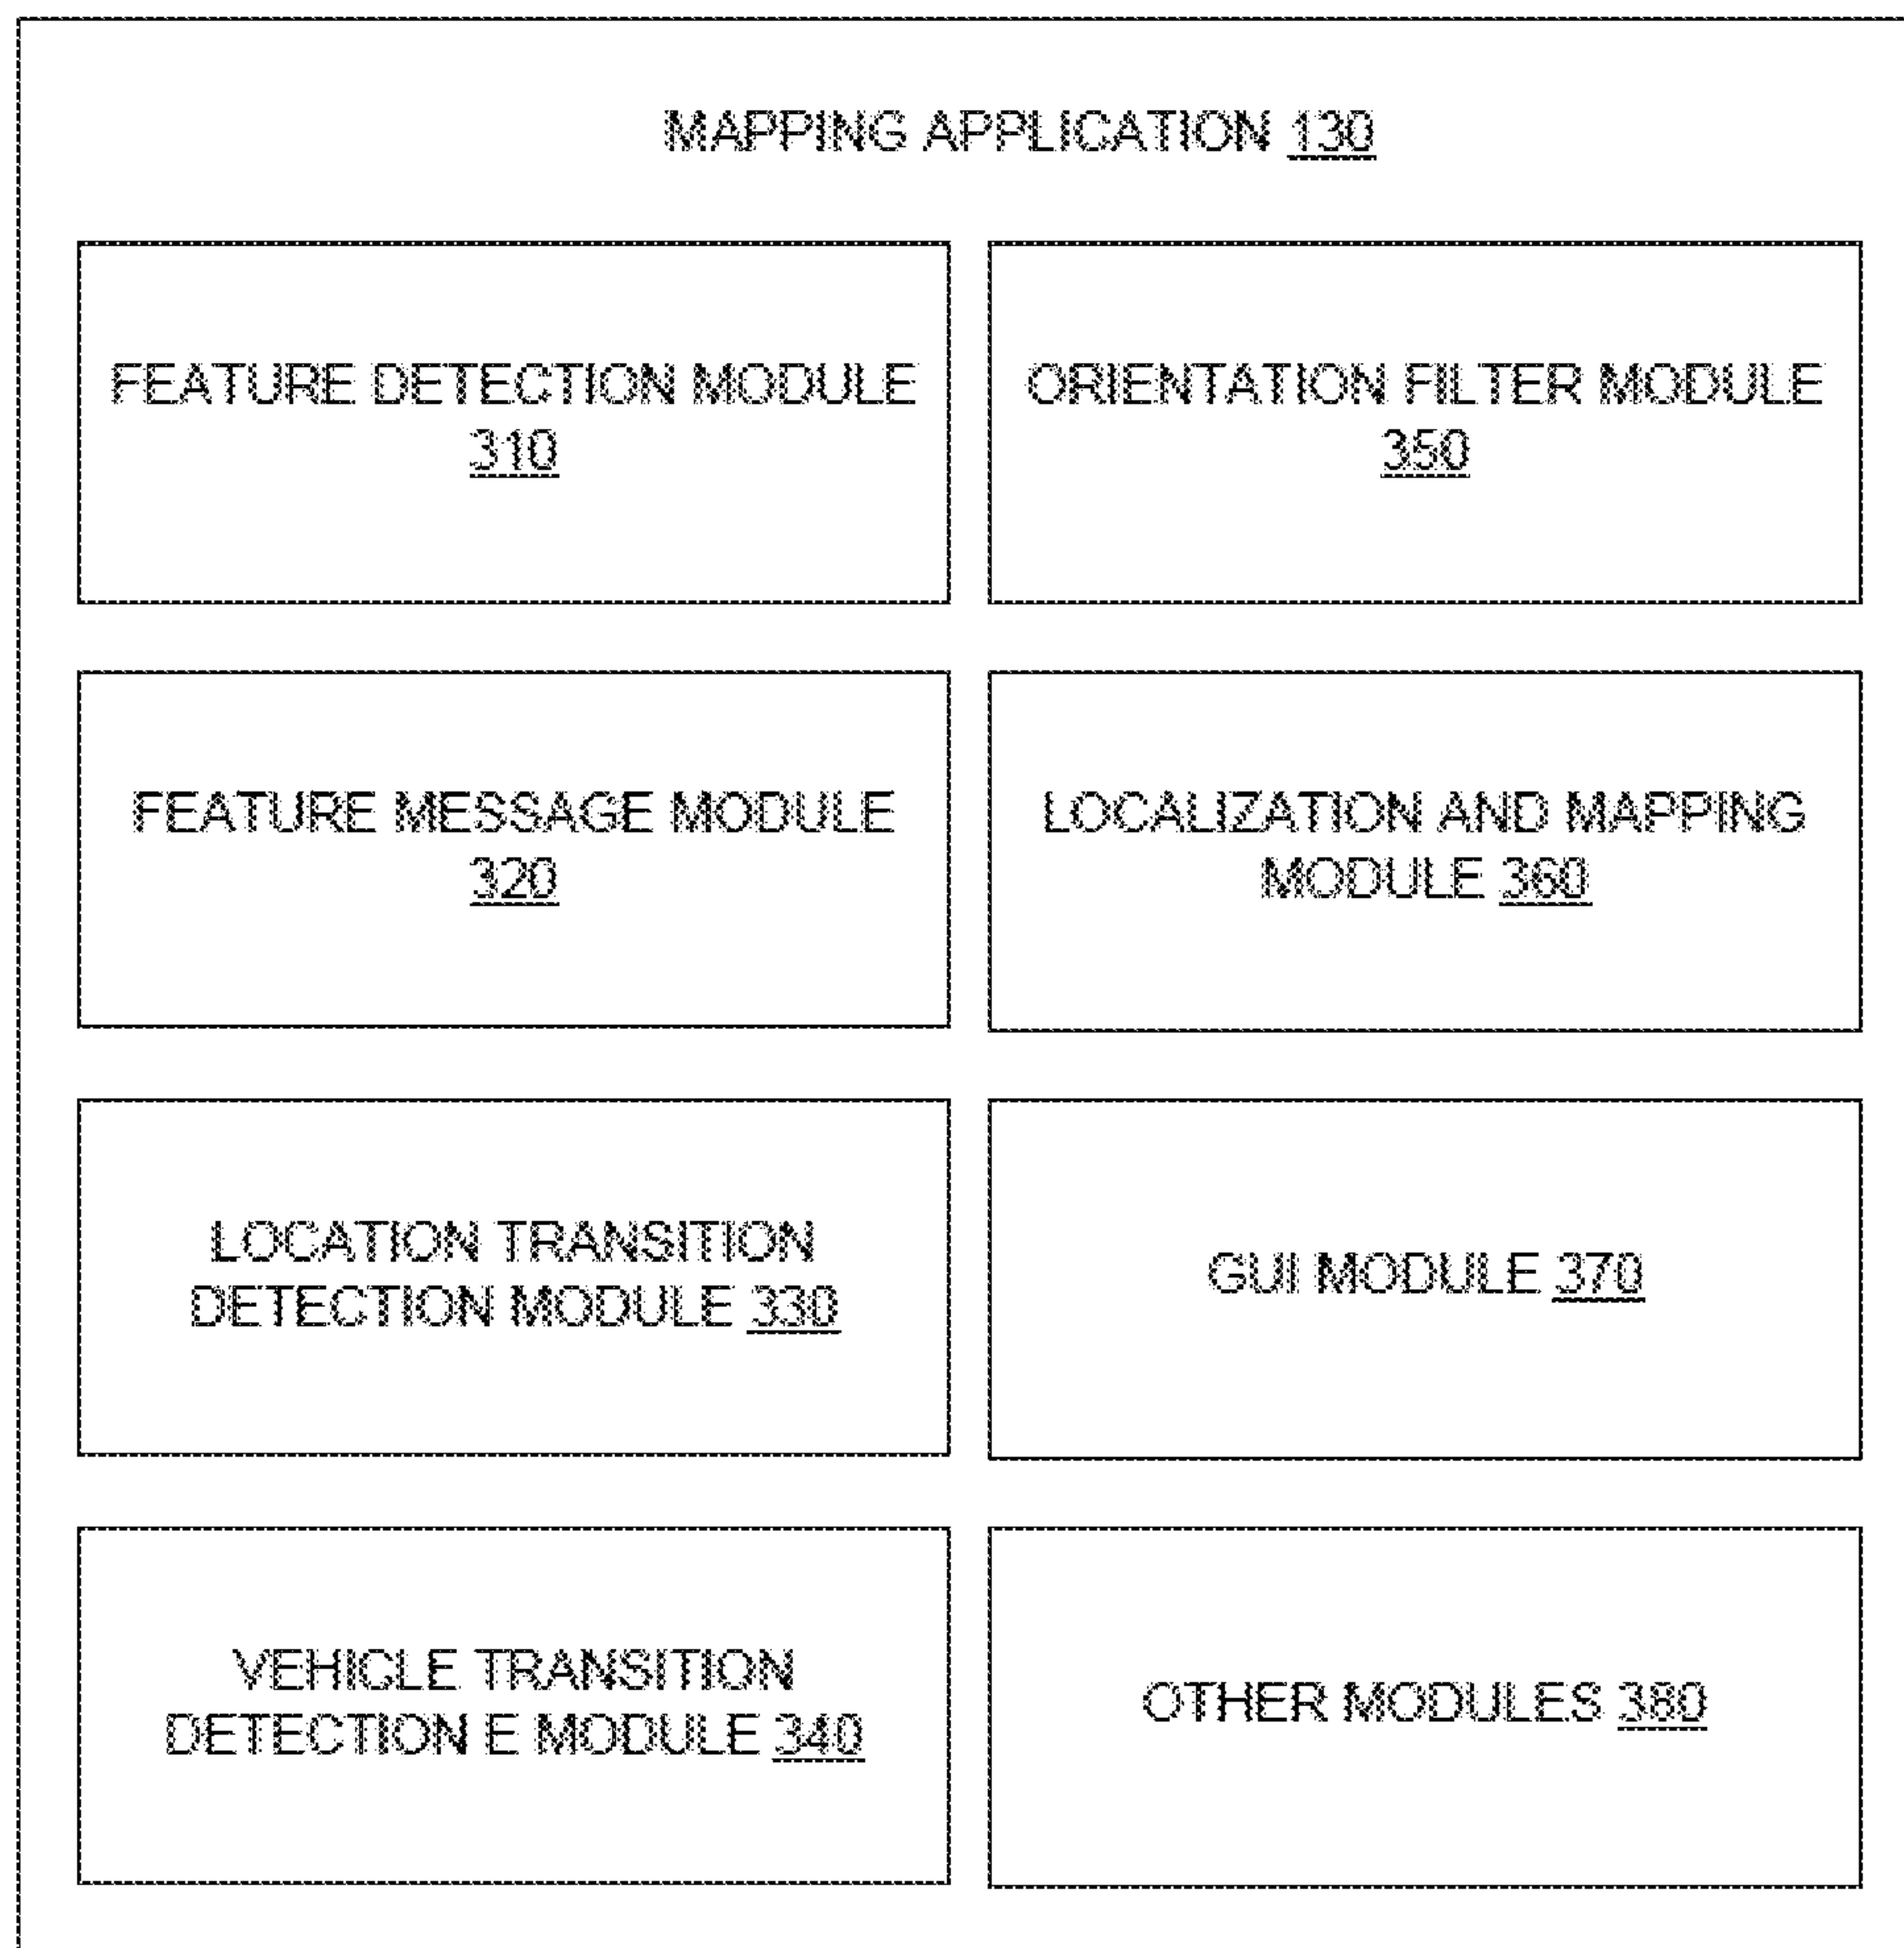 MAPPING APPLICATION 130
FEATURE DETECTION MODULE
310
ORIENTATION FILTER MODULE
350
FEATURE MESSAGE MODULE
320
LOCALIZATION AND MAPPING
MODULE 360
LOCATION TRANSITION
DETECTION MODULE 330
GUI MODULE 370
VEHICLE TRANSITION
DETECTION E MODULE 340
OTHER MODULES 380